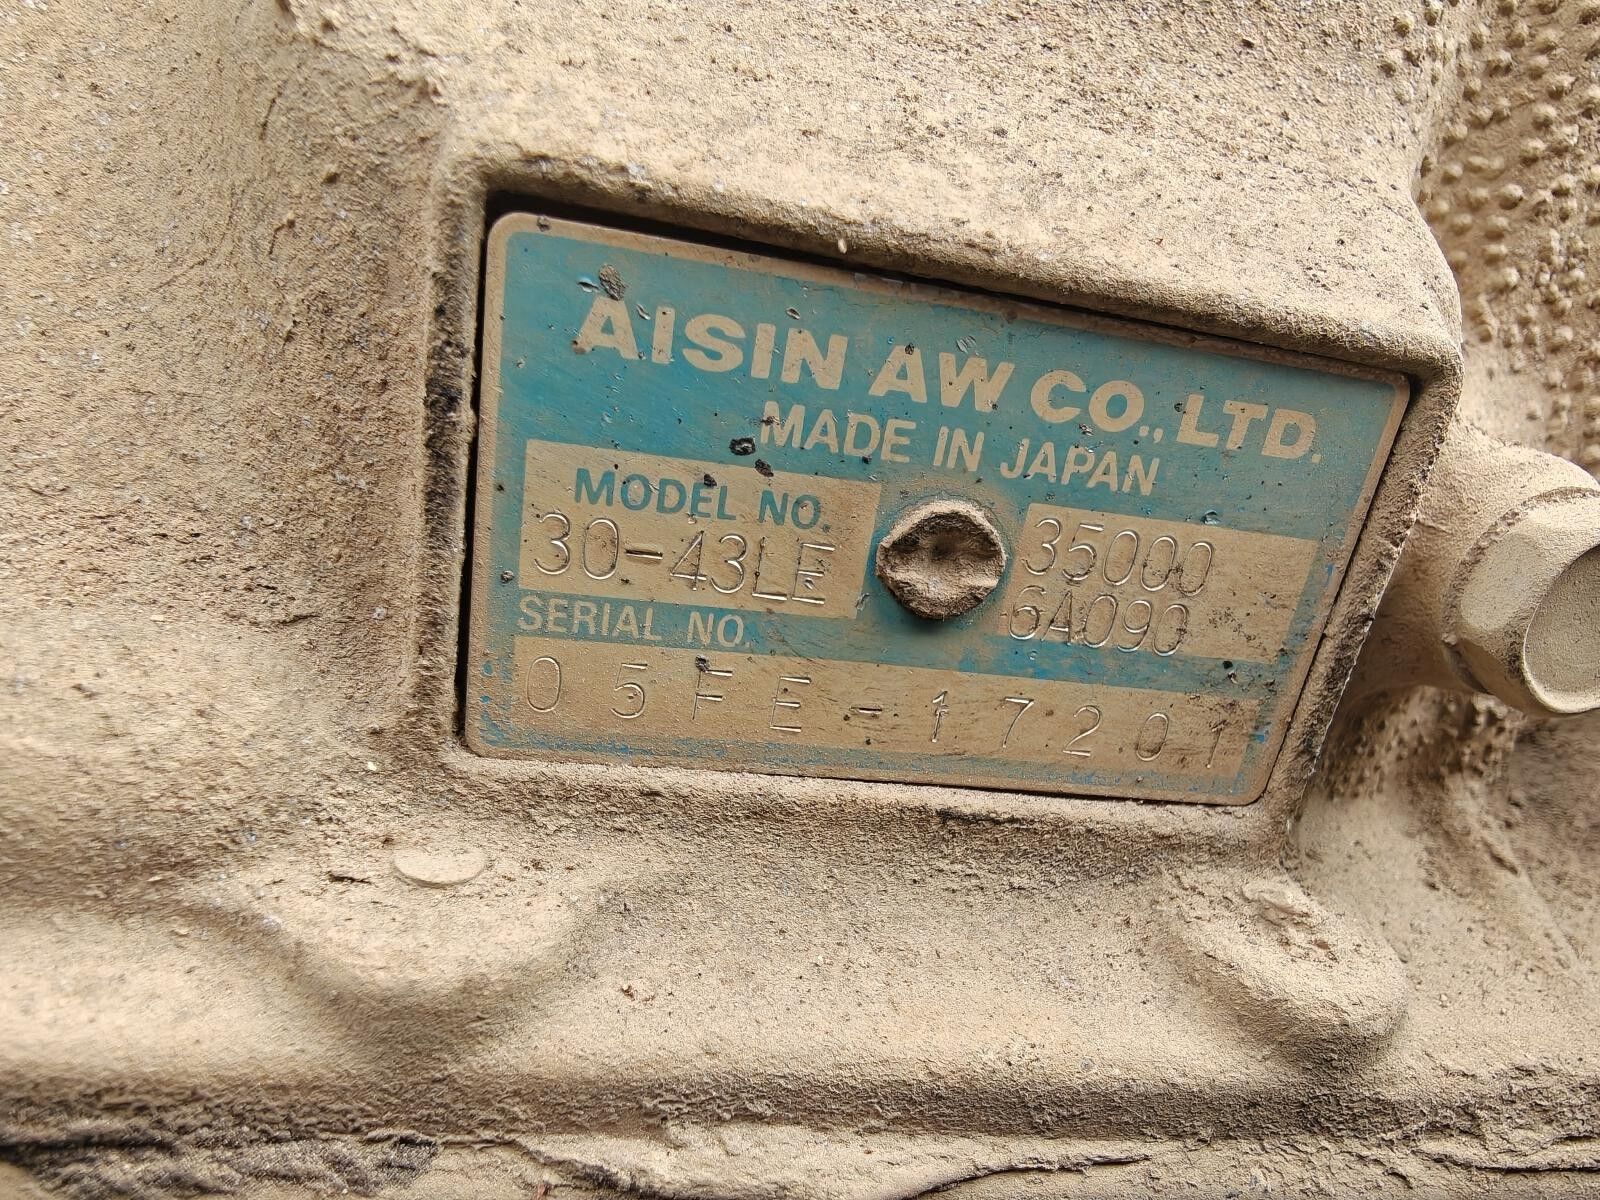 AISIN AW CO., LTD.
MADE IN JAPAN
MODEL NO.
30-43LE 35000
6A090
SERIAL NO.
05FE-17201